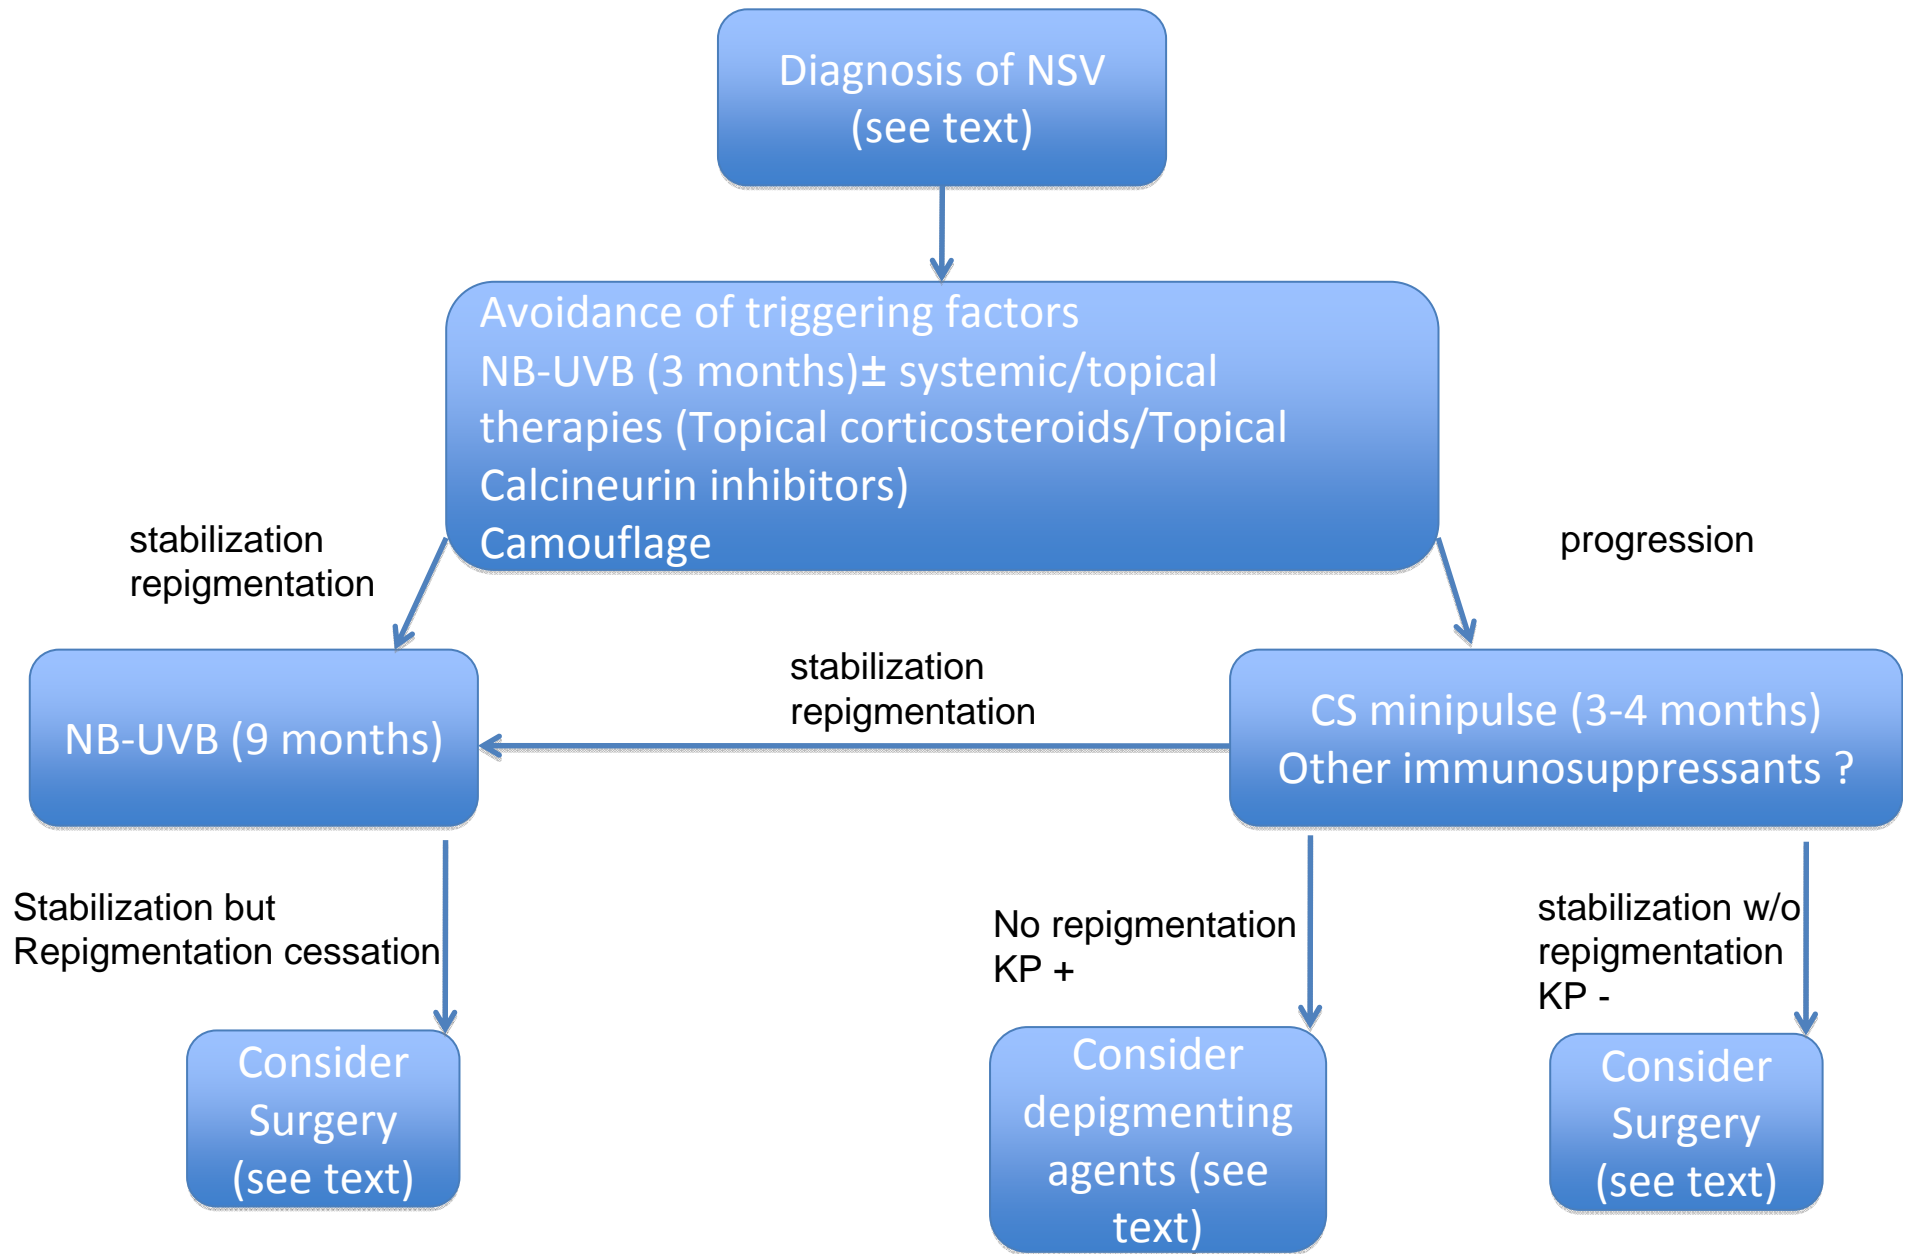 Diagnosis of NSV
(see text)
Avoidance of triggering factors
NB-UVB (3 months)± systemic/topical
therapies (Topical corticosteroids/Topical
Calcineurin inhibitors)
Camouflage
stabilization
repigmentation
progression
NB-UVB (9 months)
stabilization
repigmentation
CS minipulse (3-4 months)
Other immunosuppressants ?
Stabilization but
Repigmentation cessation
No repigmentation
KP +
stabilization w/o
repigmentation
KP -
Consider
Surgery
(see text)
Consider
depigmenting
agents (see
text)
Consider
Surgery
(see text)